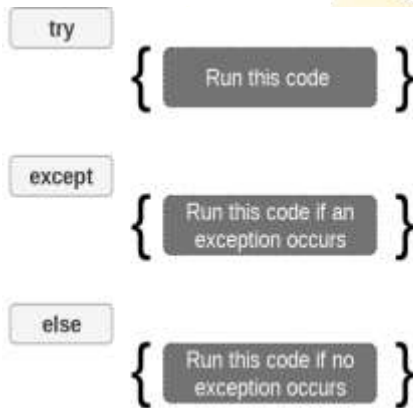 try
{ Run this code }
except
{ Run this code if an
exception occurs }
else
{ Run this code if no
exception occurs }